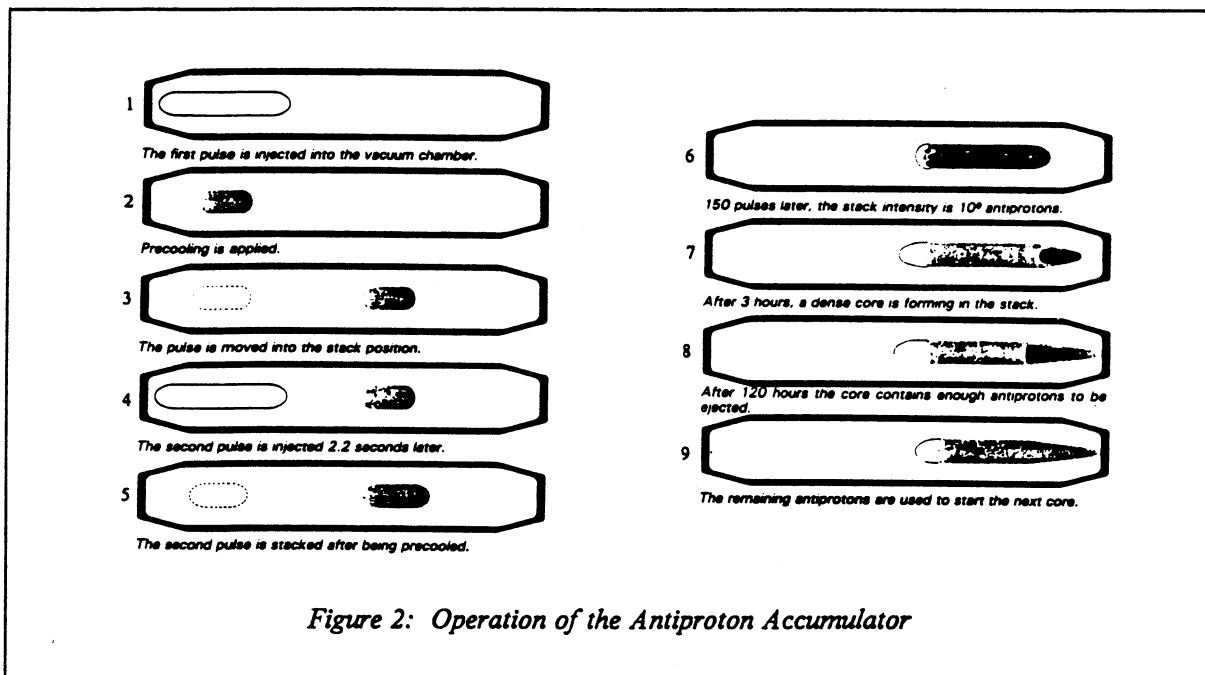 1
The first pulse is injected into the vacuum chamber.
2
Precooling is applied.
3
The pulse is moved into the stack position.
4
The second pulse is injected 2.2 seconds later.
5
The second pulse is stacked after being precooled.
6
150 pulses later, the stack intensity is 10⁹ antiprotons.
7
After 3 hours, a dense core is forming in the stack.
8
After 120 hours the core contains enough antiprotons to be
ejected.
9
The remaining antiprotons are used to start the next core.
Figure 2: Operation of the Antiproton Accumulator